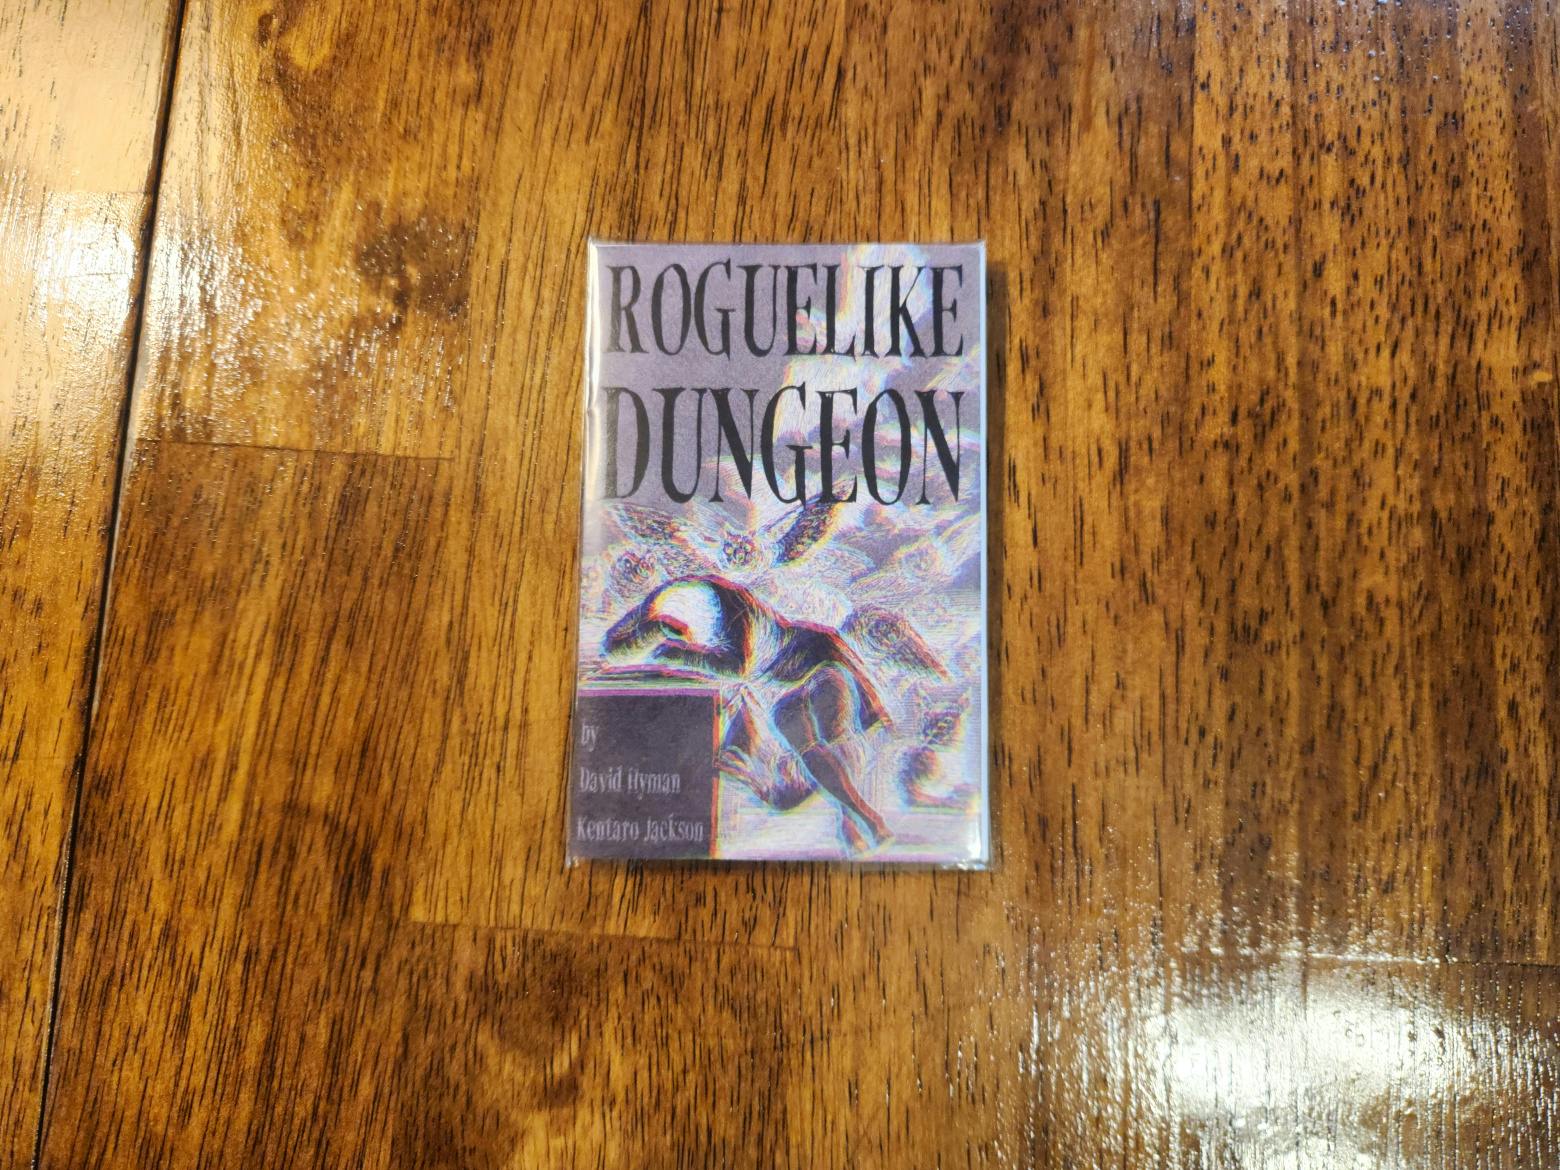 ROGUELIKE
DUNGEON
by
David Hyman
Kentaro Jackson